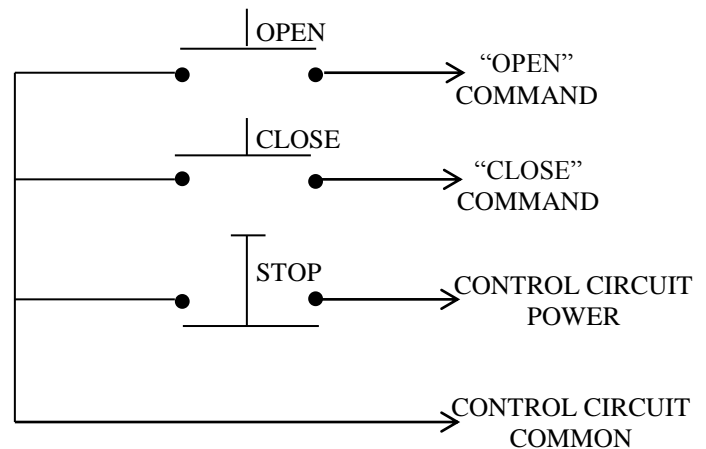 OPEN
“OPEN”
COMMAND
CLOSE
“CLOSE”
COMMAND
STOP
CONTROL CIRCUIT
POWER
CONTROL CIRCUIT
COMMON